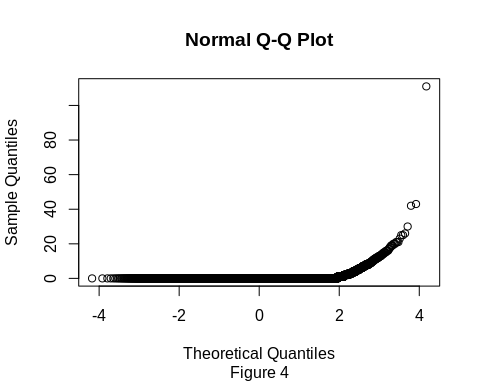 Normal Q-Q Plot
Sample Quantiles
80
60
40
20
0
-4 -2 0 2 4
Theoretical Quantiles
Figure 4